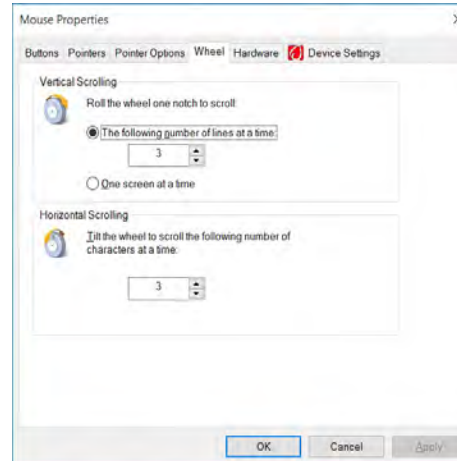 Mouse Properties
Buttons Pointers Pointer Options Wheel Hardware Device Settings
Vertical Scrolling
Roll the wheel one notch to scroll:
The following number of lines at a time:
3
One screen at a time
Horizontal Scrolling
Tilt the wheel to scroll the following number of
characters at a time:
3
OK Cancel Apply